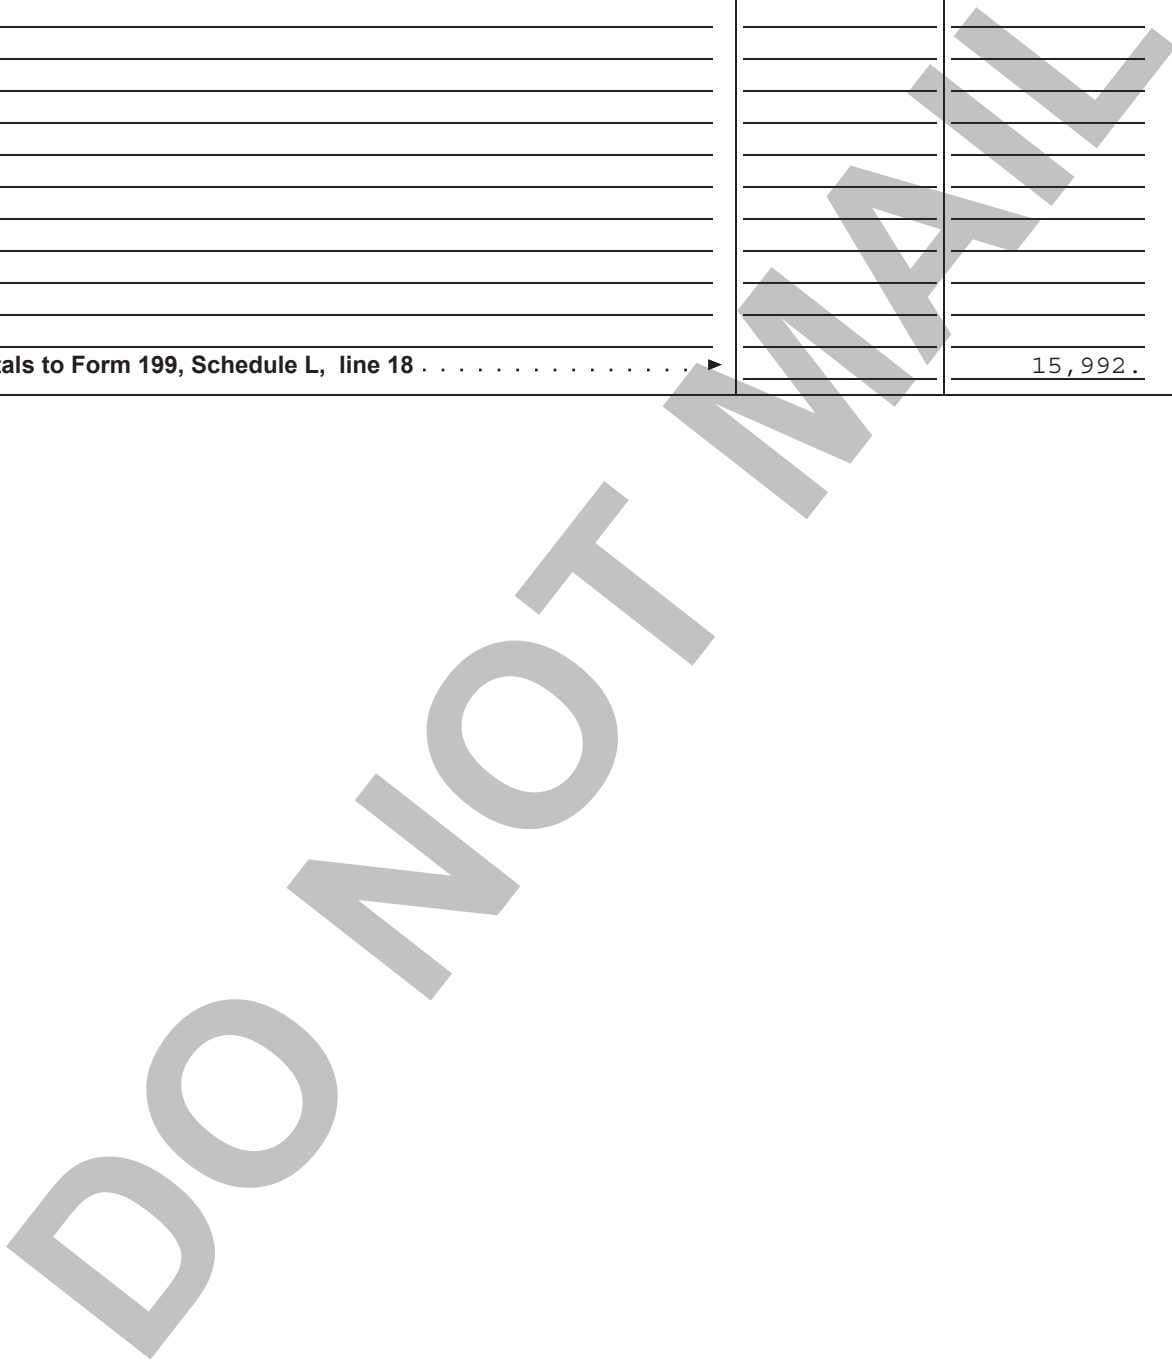 tals to Form 199, Schedule L, line 18 . . . . . . . . . . . . . . . ► 15,992.
DO NOT MAIL